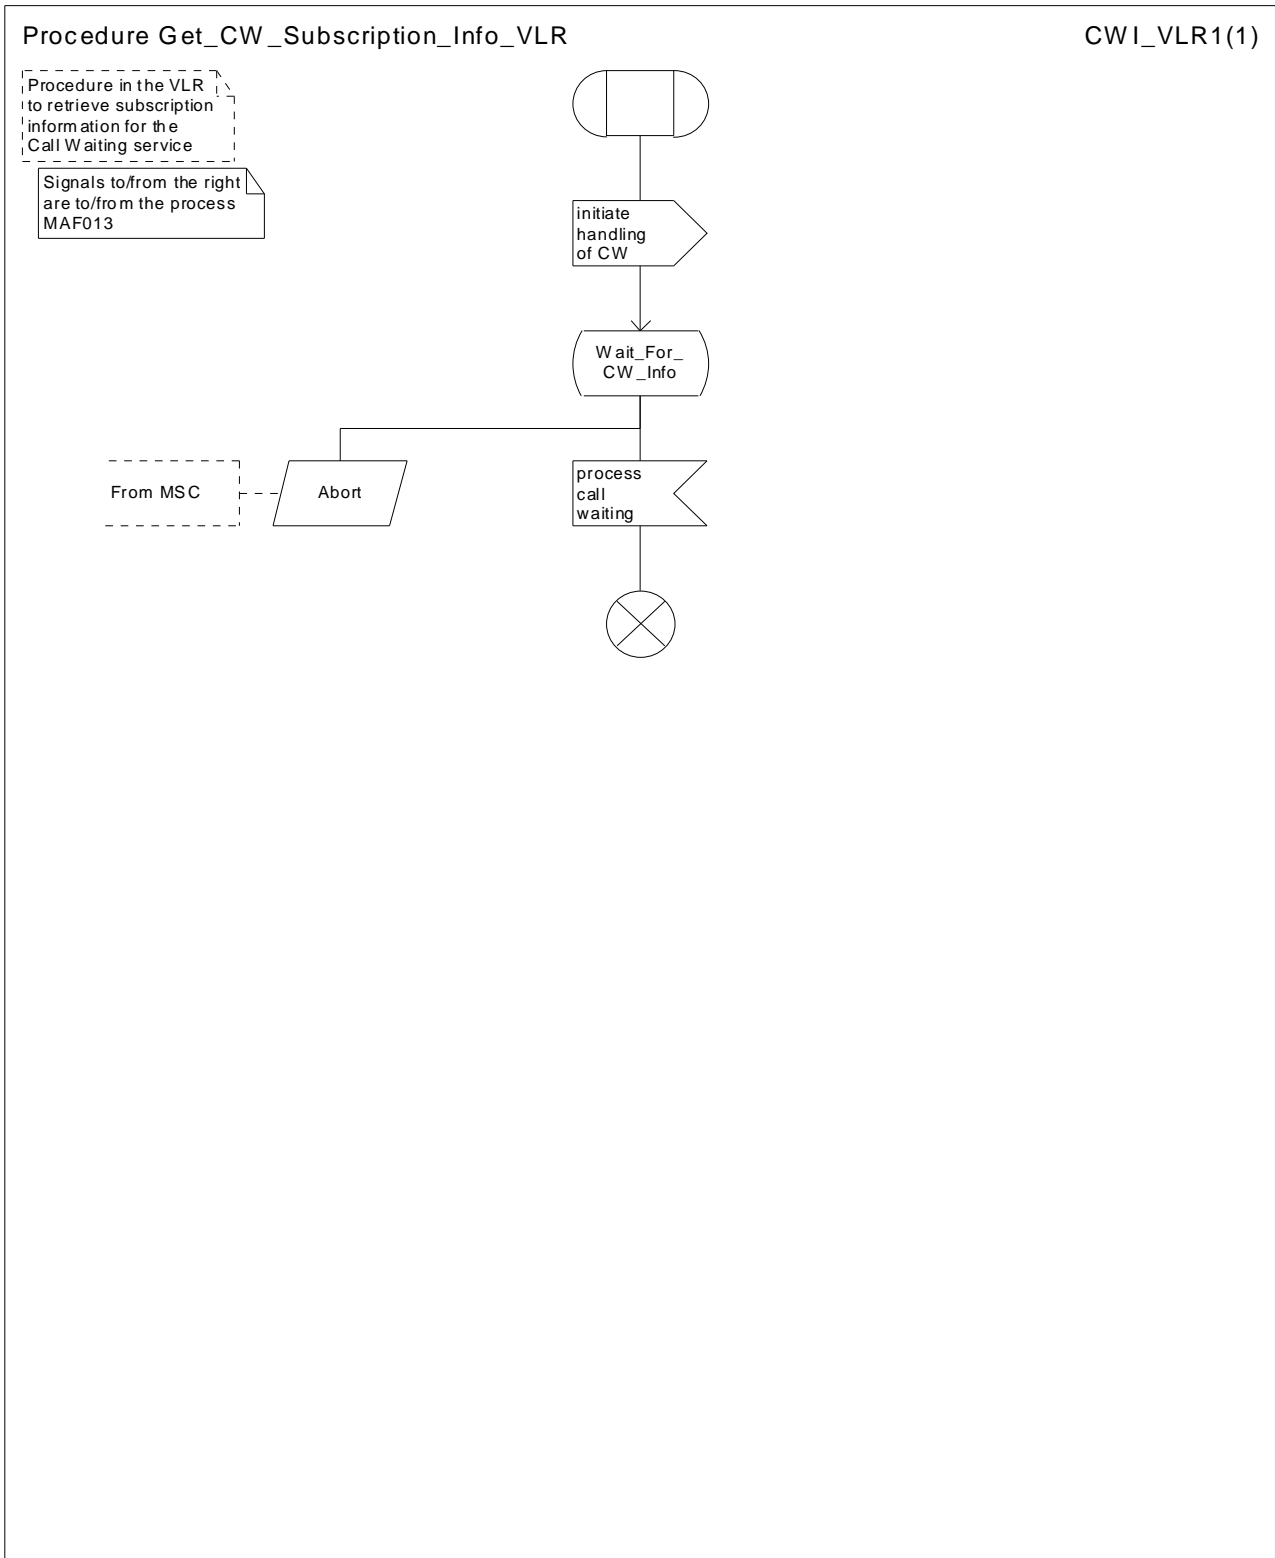 Procedure Get_CW_Subscription_Info_VLR
CWI_VLR1(1)
Procedure in the VLR
to retrieve subscription
information for the
Call Waiting service
Signals to/from the right
are to/from the process
MAF013
initiate
handling
of CW
Wait_For_
CW_Info
From MSC
Abort
process
call
waiting